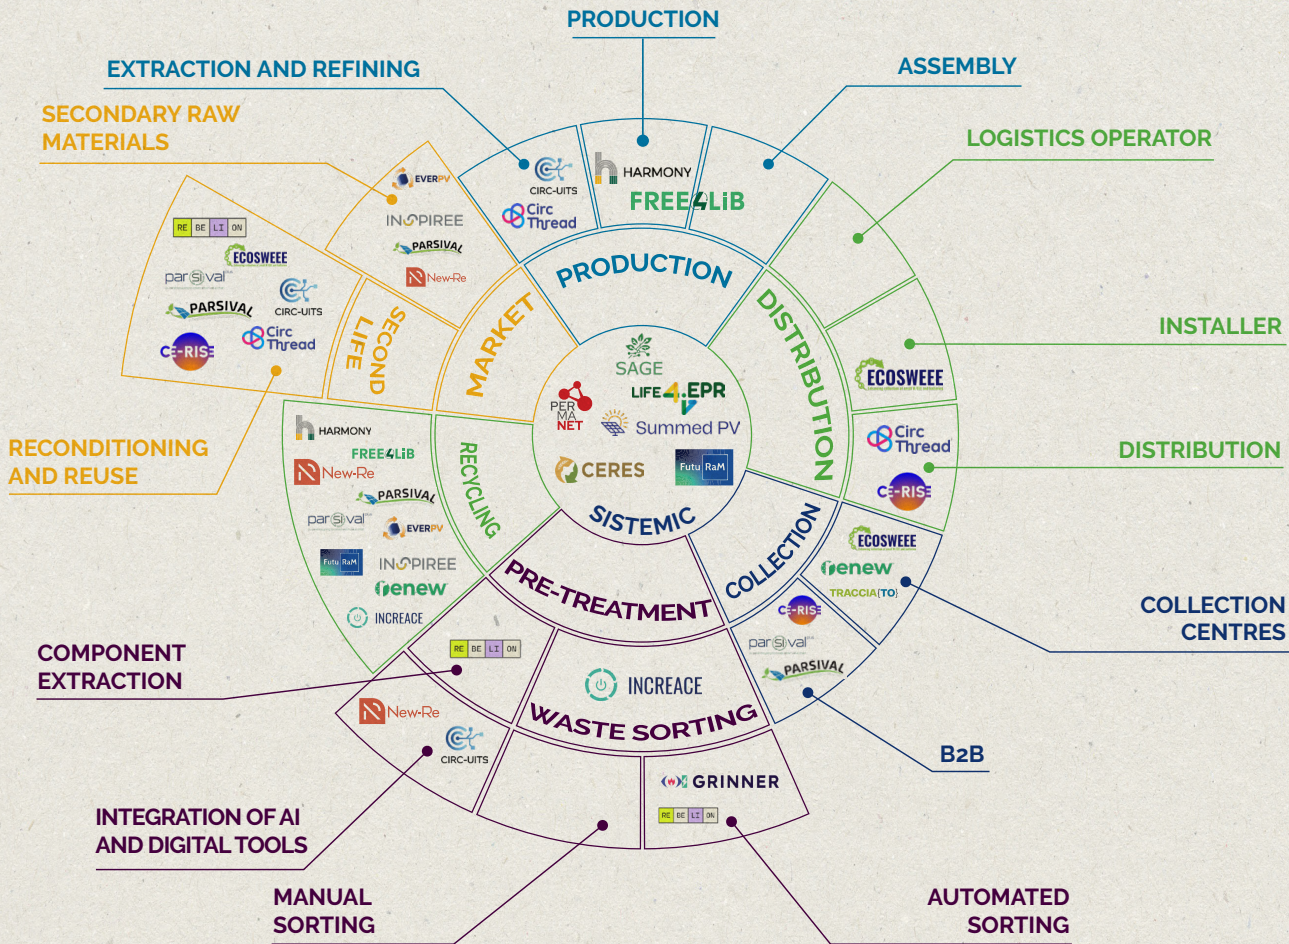 PRODUCTION
EXTRACTION AND REFINING
ASSEMBLY
SECONDARY RAW
MATERIALS
LOGISTICS OPERATOR
INSTALLER
DISTRIBUTION
COLLECTION
CENTRES
B2B
AUTOMATED
SORTING
MANUAL
SORTING
INTEGRATION OF AI
AND DIGITAL TOOLS
COMPONENT
EXTRACTION
RECONDITIONING
AND REUSE
EVERPV
INSPIREE
PARSIVAL
New-Re
CIRC-UITS
Circ
Thread
HARMONY
FREE4LiB
PRODUCTION
DISTRIBUTION
ECOSWEEE
Circ
Thread
CE-RISE
COLLECTION
ECOSWEEE
Renew
TRACCIA{TO}
CE-RISE
parsival
PARSIVAL
PRE-TREATMENT
RE BE LI ON
INCREACE
WASTE SORTING
New-Re
CIRC-UITS
GRINNER
RE BE LI ON
RECYCLING
HARMONY
FREE4LiB
New-Re
PARSIVAL
parsival
EVERPV
Futu RaM
INSPIREE
Renew
INCREACE
MARKET
SECOND
LIFE
RE BE LI ON
ECOSWEEE
parsival
CIRC-UITS
PARSIVAL
Circ
Thread
CE-RISE
SAGE
LIFE4.EPR
V
PER
MA
NET
Summed PV
CERES
Futu RaM
SISTEMIC